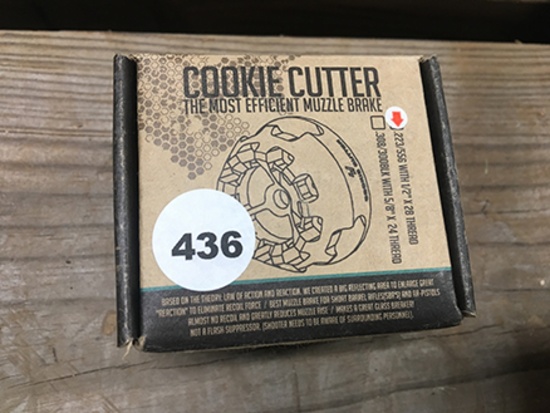 COOKIE CUTTER
THE MOST EFFICIENT MUZZLE BRAKE
.223/556 WITH 1/2" X 28 THREAD
.308/300BLK WITH 5/8" X 24 THREAD
436
BASED ON THE THEORY: LAW OF ACTION AND REACTION. WE CREATED A BIG REFLECTING AREA TO ENLARGE GREAT
"REACTION" TO ELIMINATE RECOIL FORCE / BEST MUZZLE BRAKE FOR SHORT BARREL RIFLES(SBR'S) AND
ALMOST NO RECOIL AND GREATLY REDUCES MUZZLE RISE / MAKES A GREAT GLASS BREAKER!
NOT A FLASH SUPPRESSOR. (SHOOTER NEEDS TO BE AWARE OF SURROUNDING PERSONNEL).